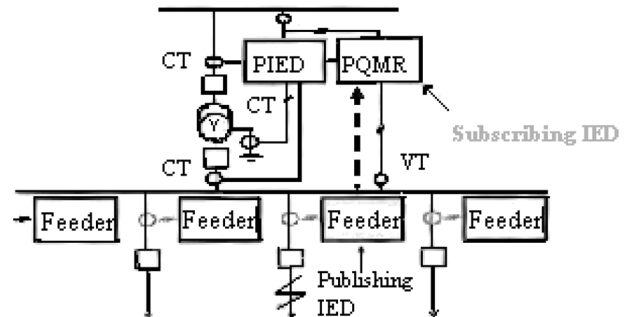 CT
PIED
PQMR
CT
Y
Subscribing IED
CT
VT
Feeder
Feeder
Feeder
Feeder
Publishing
IED